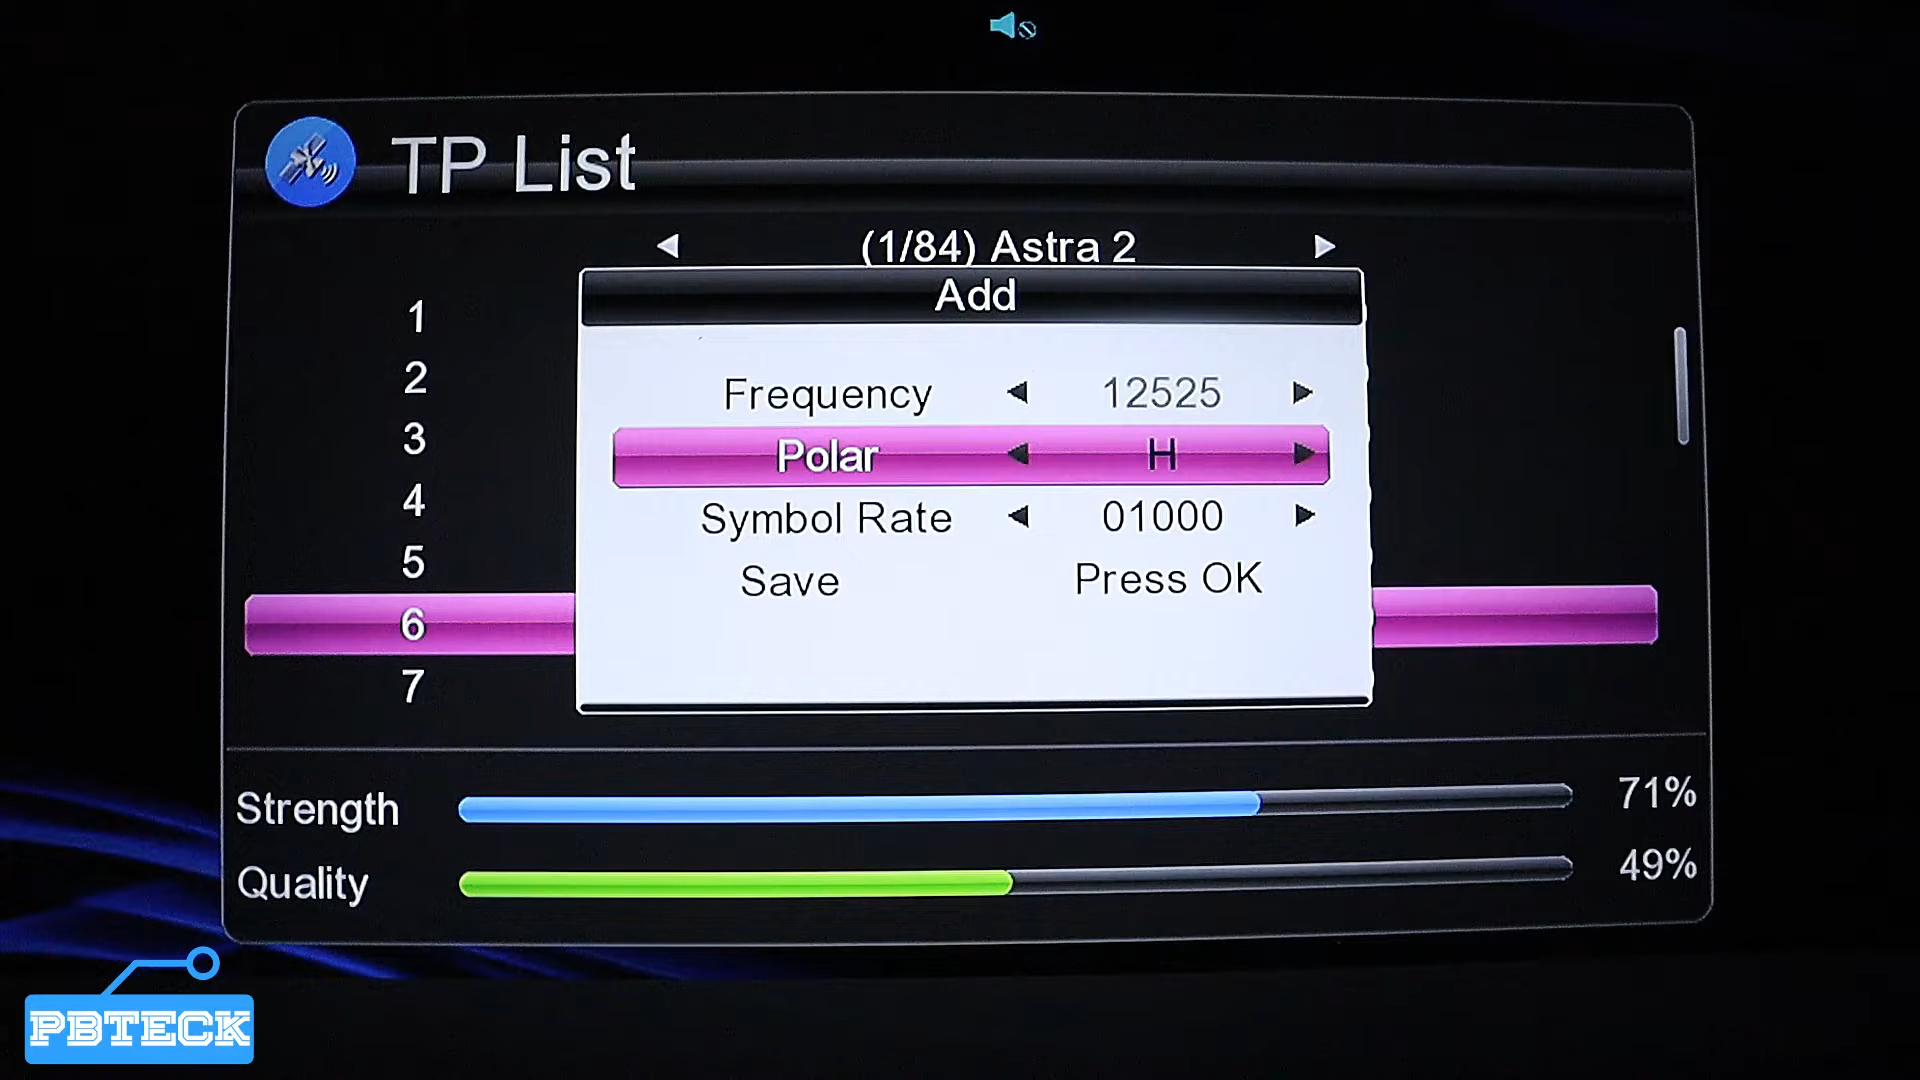 TP List
(1/84) Astra 2
Add
1
2
3
4
5
6
7
Frequency 12525
Polar H
Symbol Rate 01000
Save Press OK
Strength 71%
Quality 49%
PBTECK